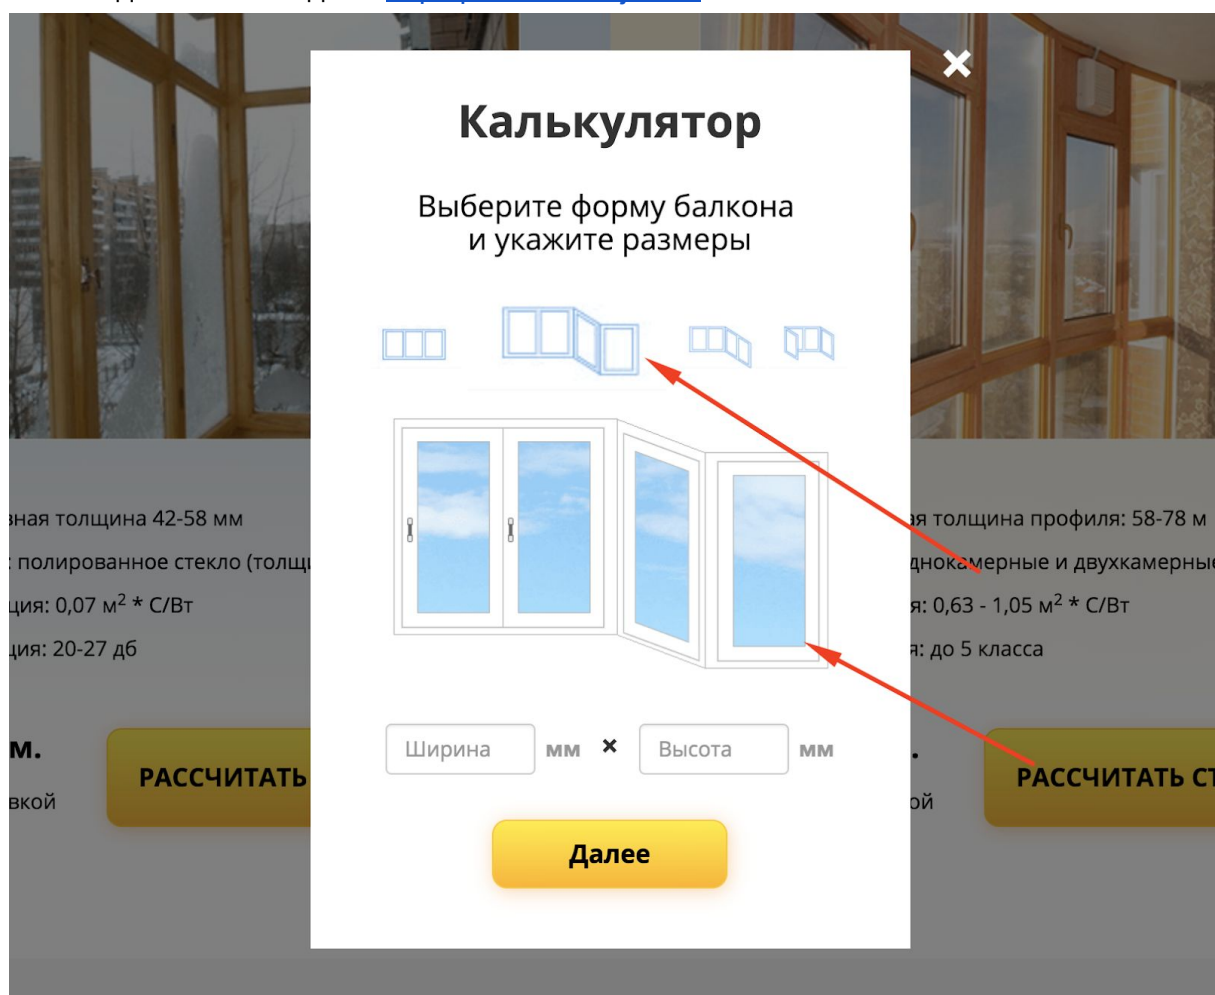 Калькулятор
Выберите форму балкона
и укажите размеры
вная толщина 42-58 мм
: полированное стекло (толщи
ция: 0,07 м² * С/Вт
ция: 20-27 дб
ая толщина профиля: 58-78 м
днокамерные и двухкамерные
я: 0,63 - 1,05 м² * С/Вт
я: до 5 класса
м.
вкой
РАССЧИТАТЬ
Ширина мм × Высота мм
.
ой
РАССЧИТАТЬ СТ
Далее